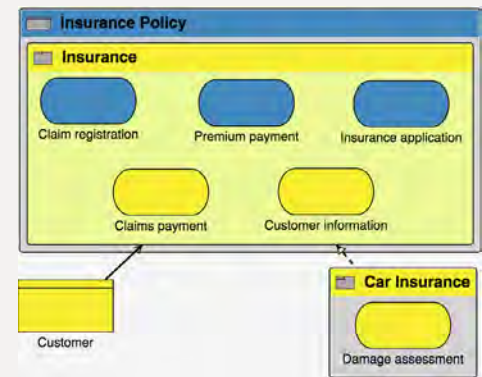 Insurance Policy
Insurance
Claim registration
Premium payment
Insurance application
Claims payment
Customer information
Customer
Car Insurance
Damage assessment